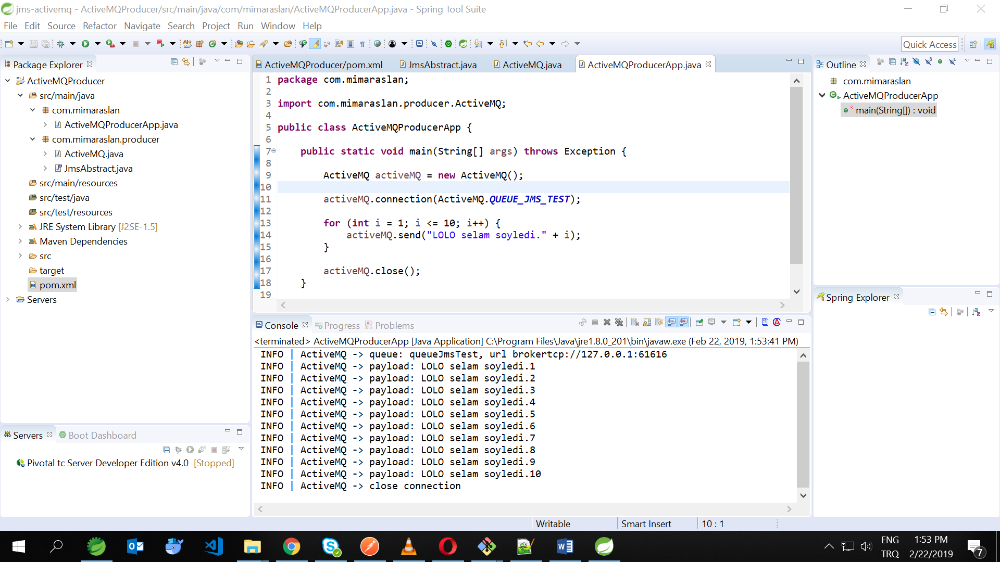 jms-activemq - ActiveMQProducer/src/main/java/com/mimaraslan/ActiveMQProducerApp.java - Spring Tool Suite
File Edit Source Refactor Navigate Search Project Run Window Help
Quick Access
Package Explorer
ActiveMQProducer
src/main/java
com.mimaraslan
ActiveMQProducerApp.java
com.mimaraslan.producer
ActiveMQ.java
JmsAbstract.java
src/main/resources
src/test/java
src/test/resources
JRE System Library [J2SE-1.5]
Maven Dependencies
src
target
pom.xml
Servers
Servers Boot Dashboard
Pivotal tc Server Developer Edition v4.0 [Stopped]
ActiveMQProducer/pom.xml JmsAbstract.java ActiveMQ.java ActiveMQProducerApp.java
1 package com.mimaraslan;
2
3 import com.mimaraslan.producer.ActiveMQ;
4
5 public class ActiveMQProducerApp {
6
7 public static void main(String[] args) throws Exception {
8
9 ActiveMQ activeMQ = new ActiveMQ();
10
11 activeMQ.connection(ActiveMQ.QUEUE_JMS_TEST);
12
13 for (int i = 1; i <= 10; i++) {
14 activeMQ.send("LOLO selam soyledi." + i);
15 }
16
17 activeMQ.close();
18 }
19
Console Progress Problems
<terminated> ActiveMQProducerApp [Java Application] C:\Program Files\Java\jre1.8.0_201\bin\javaw.exe (Feb 22, 2019, 1:53:41 PM)
INFO | ActiveMQ -> queue: queueJmsTest, url brokertcp://127.0.0.1:61616
INFO | ActiveMQ -> payload: LOLO selam soyledi.1
INFO | ActiveMQ -> payload: LOLO selam soyledi.2
INFO | ActiveMQ -> payload: LOLO selam soyledi.3
INFO | ActiveMQ -> payload: LOLO selam soyledi.4
INFO | ActiveMQ -> payload: LOLO selam soyledi.5
INFO | ActiveMQ -> payload: LOLO selam soyledi.6
INFO | ActiveMQ -> payload: LOLO selam soyledi.7
INFO | ActiveMQ -> payload: LOLO selam soyledi.8
INFO | ActiveMQ -> payload: LOLO selam soyledi.9
INFO | ActiveMQ -> payload: LOLO selam soyledi.10
INFO | ActiveMQ -> close connection
Outline
com.mimaraslan
ActiveMQProducerApp
main(String[]) : void
Spring Explorer
Writable Smart Insert 10 : 1
ENG 1:53 PM
TRQ 2/22/2019
7